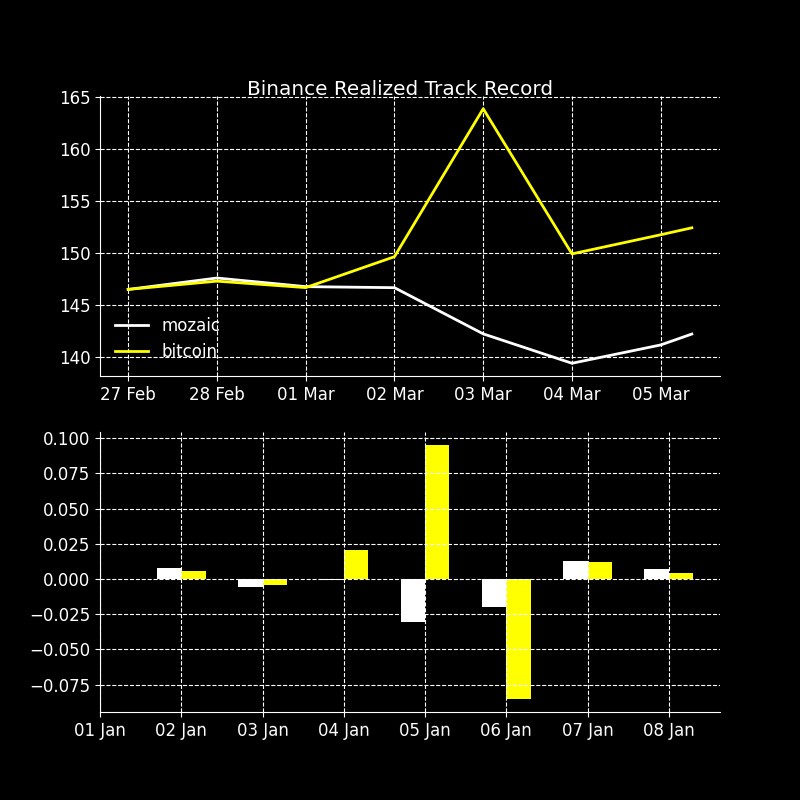 Binance Realized Track Record
165
160
155
150
145
140
mozaic
bitcoin
27 Feb 28 Feb 01 Mar 02 Mar 03 Mar 04 Mar 05 Mar
0.100
0.075
0.050
0.025
0.000
−0.025
−0.050
−0.075
01 Jan 02 Jan 03 Jan 04 Jan 05 Jan 06 Jan 07 Jan 08 Jan